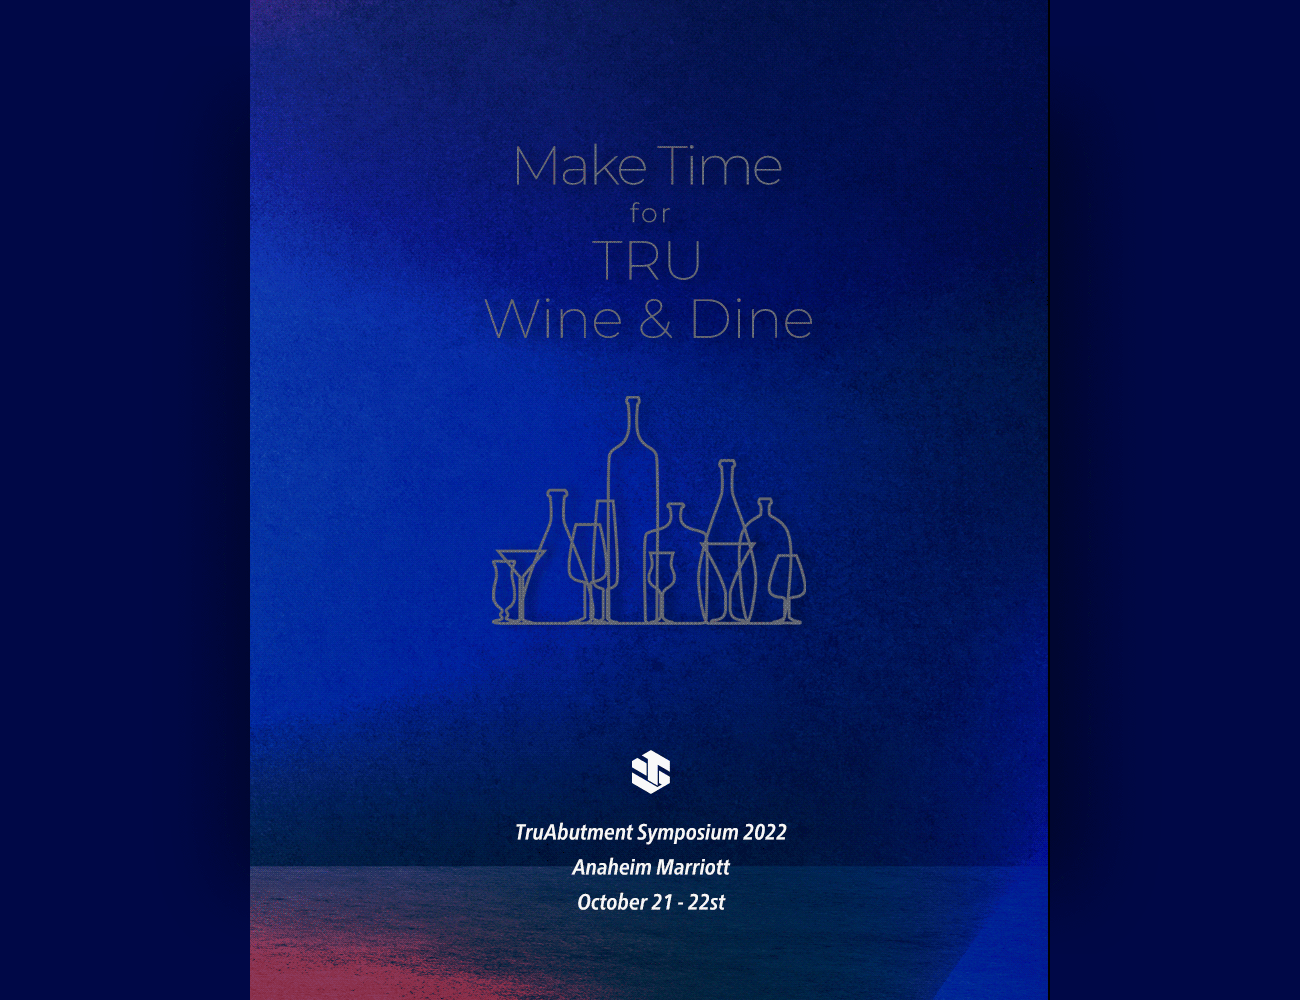 Make Time
for
TRU
Wine & Dine
TruAbutment Symposium 2022
Anaheim Marriott
October 21 - 22st